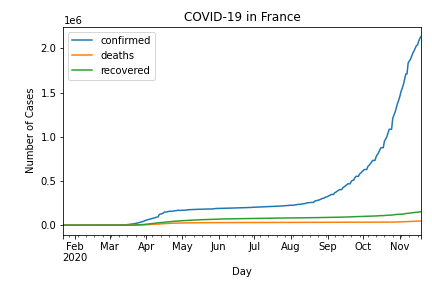 COVID-19 in France
1e6
confirmed
deaths
recovered
Number of Cases
2.0
1.5
1.0
0.5
0.0
Feb Mar Apr May Jun Jul Aug Sep Oct Nov
2020
Day